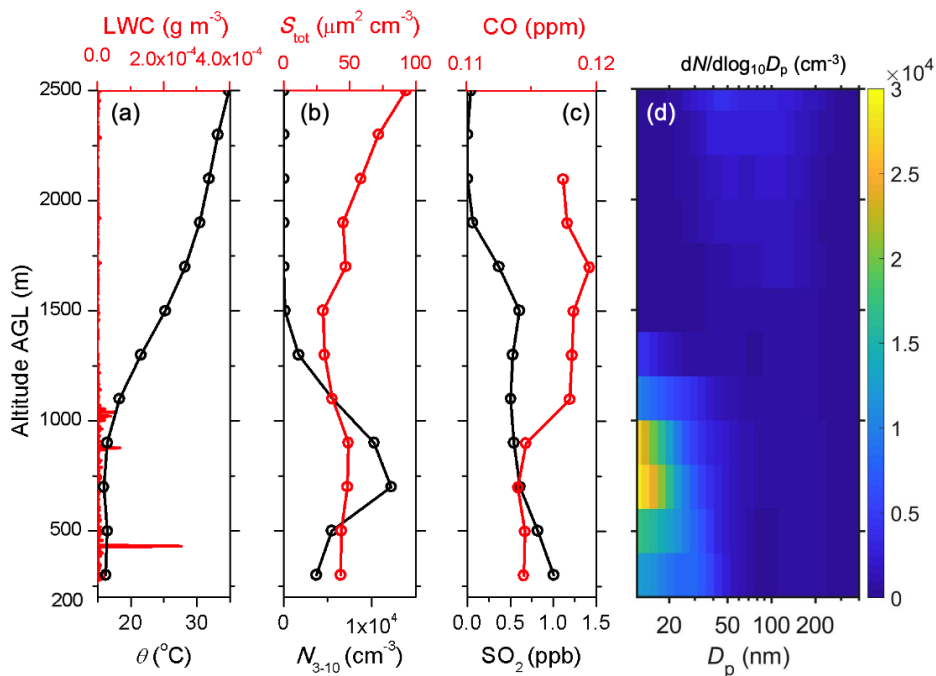 LWC (g m⁻³)
0.0 2.0x10⁻⁴ 4.0x10⁻⁴
S_tot (μm² cm⁻³)
0 50 100
CO (ppm)
0.11 0.12
dN/dlog₁₀D_p (cm⁻³)
×10⁴
(a) (b) (c) (d)
Altitude AGL (m)
2500
2000
1500
1000
500
200
3
2.5
2
1.5
1
0.5
0
20 30 40
θ (°C)
0 1x10⁴
N₃₋₁₀ (cm⁻³)
0.0 0.5 1.0 1.5
SO₂ (ppb)
20 40 100 200
D_p (nm)